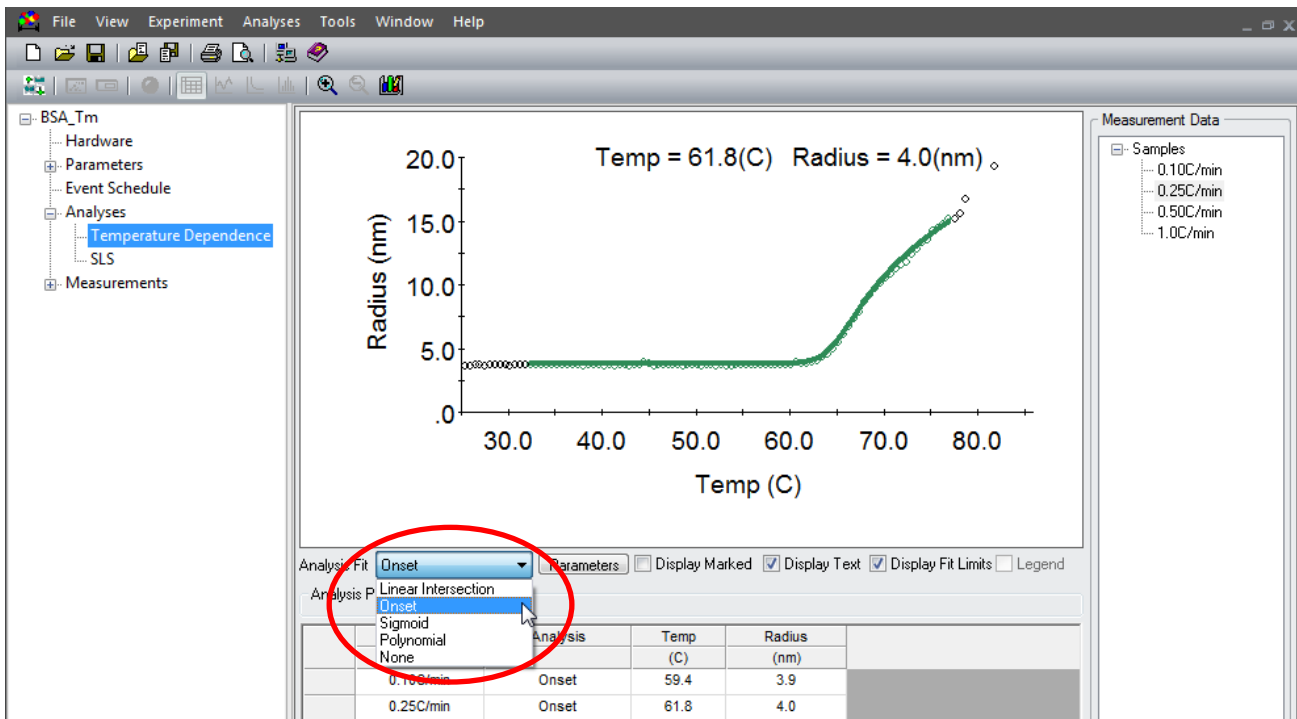 File View Experiment Analyses Tools Window Help
BSA_Tm
Hardware
Parameters
Event Schedule
Analyses
Temperature Dependence
SLS
Measurements
Temp = 61.8(C) Radius = 4.0(nm)
20.0
15.0
10.0
5.0
.0
Radius (nm)
30.0 40.0 50.0 60.0 70.0 80.0
Temp (C)
Measurement Data
Samples
0.10C/min
0.25C/min
0.50C/min
1.0C/min
Analysis Fit Onset Parameters Display Marked Display Text Display Fit Limits Legend
Analysis P
Linear Intersection
Onset
Sigmoid
Polynomial
None
Analysis Temp Radius
(C) (nm)
0.10C/min Onset 59.4 3.9
0.25C/min Onset 61.8 4.0